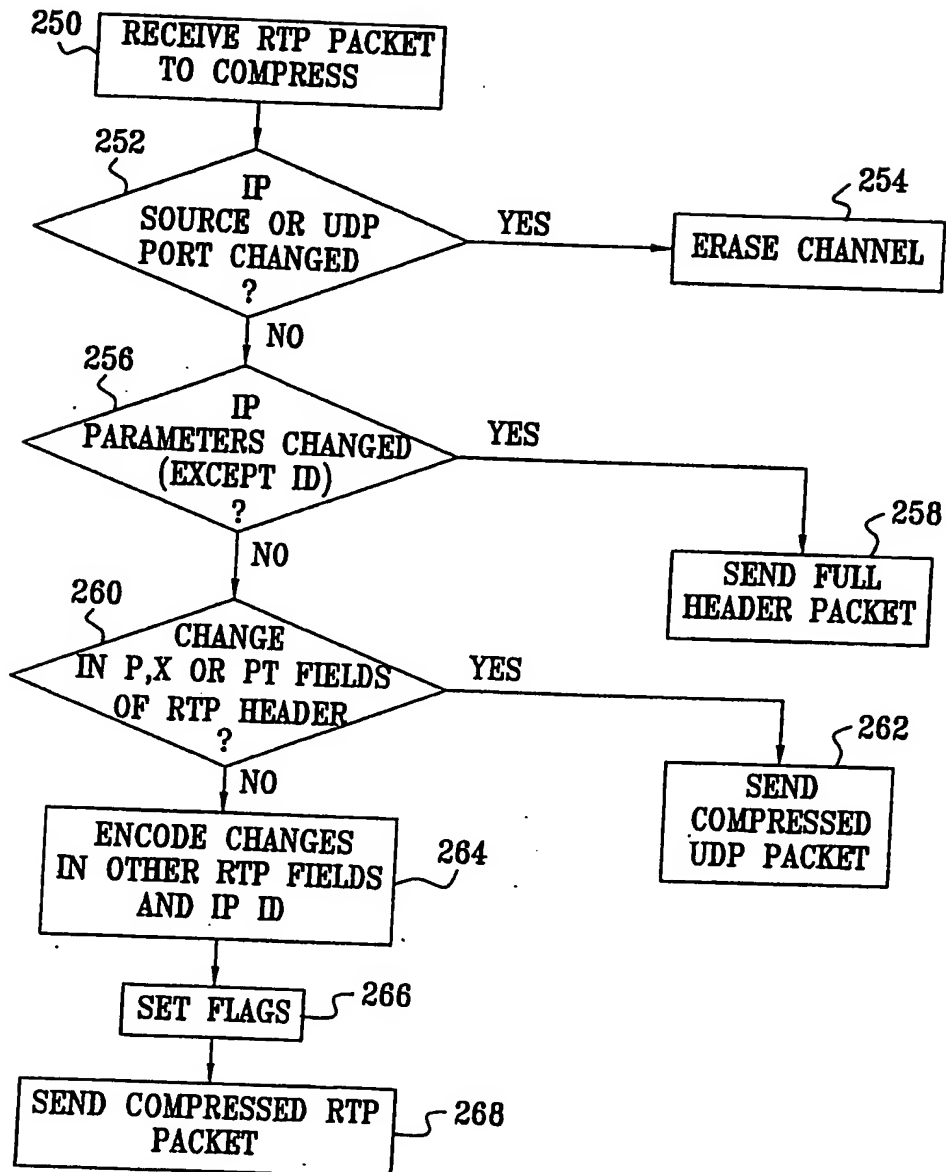 250
RECEIVE RTP PACKET
TO COMPRESS
252
IP
SOURCE OR UDP
PORT CHANGED
?
YES
254
ERASE CHANNEL
NO
256
IP
PARAMETERS CHANGED
(EXCEPT ID)
?
YES
258
SEND FULL
HEADER PACKET
NO
260
CHANGE
IN P,X OR PT FIELDS
OF RTP HEADER
?
YES
262
SEND
COMPRESSED
UDP PACKET
NO
ENCODE CHANGES
IN OTHER RTP FIELDS
AND IP ID
264
SET FLAGS
266
SEND COMPRESSED RTP
PACKET
268